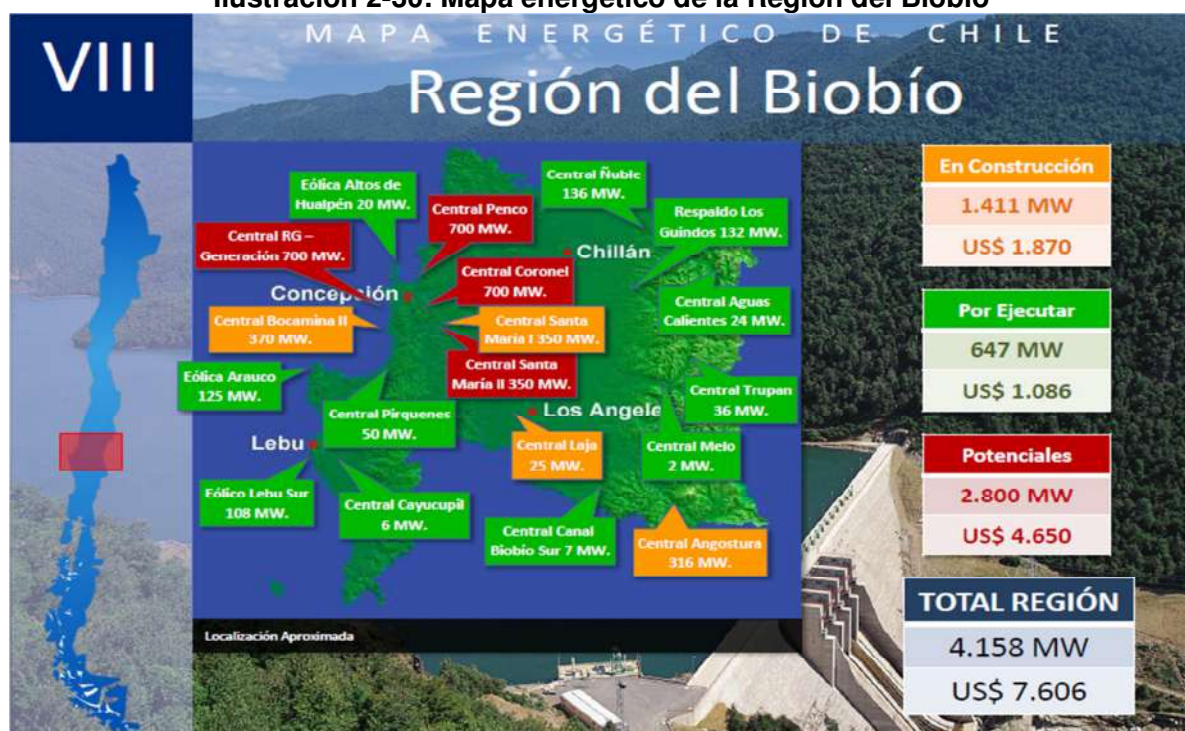 Ilustración 2-30: Mapa energético de la Región del Biobío
VIII
MAPA ENERGÉTICO DE CHILE
Región del Biobío
Eólica Altos de
Hualpén 20 MW.
Central Penco
700 MW.
Central Ñuble
136 MW.
Respaldo Los
Guindos 132 MW.
Central RG –
Generación 700 MW.
Chillán
Central Coronel
700 MW.
Concepción
Central Bocamina II
370 MW.
Central Santa
María I 350 MW.
Central Aguas
Calientes 24 MW.
Central Santa
María II 350 MW.
Eólica Arauco
125 MW.
Central Pirquenes
50 MW.
Los Angele
Central Trupan
36 MW.
Lebu
Central Laja
25 MW.
Central Melo
2 MW.
Eólico Lebu Sur
108 MW.
Central Cayucupil
6 MW.
Central Canal
Biobío Sur 7 MW.
Central Angostura
316 MW.
Localización Aproximada
En Construcción
1.411 MW
US$ 1.870
Por Ejecutar
647 MW
US$ 1.086
Potenciales
2.800 MW
US$ 4.650
TOTAL REGIÓN
4.158 MW
US$ 7.606